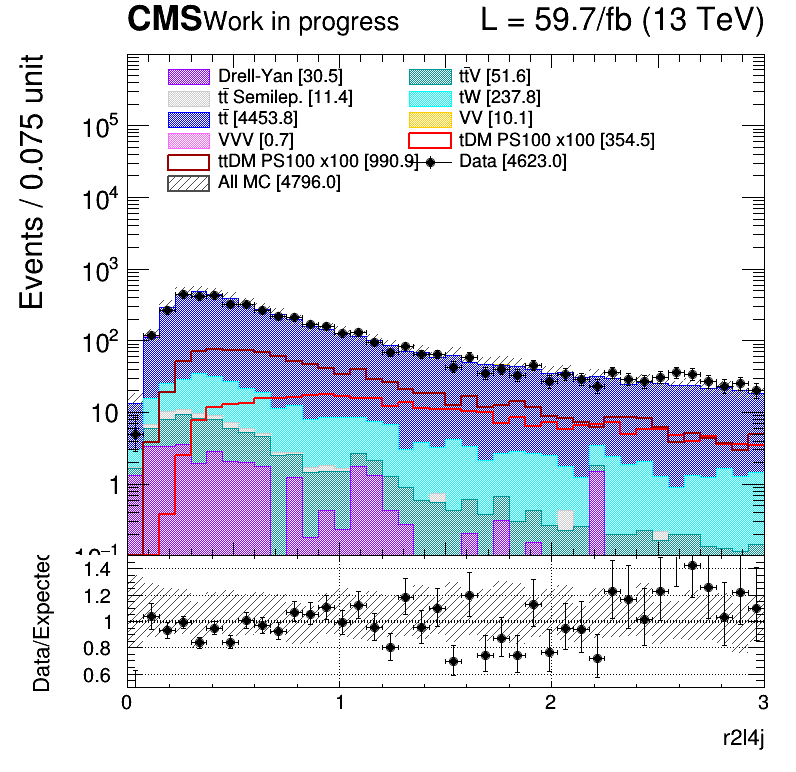 CMS Work in progress L = 59.7/fb (13 TeV)
Events / 0.075 unit
Drell-Yan [30.5] tt̄V [51.6]
tt̄ Semilep. [11.4] tW [237.8]
tt̄ [4453.8] VV [10.1]
VVV [0.7] tDM PS100 x100 [354.5]
ttDM PS100 x100 [990.9] Data [4623.0]
All MC [4796.0]
10⁵
10⁴
10³
10²
10
1
10⁻¹
Data/Expected
1.4
1.2
1
0.8
0.6
0 1 2 3
r2l4j